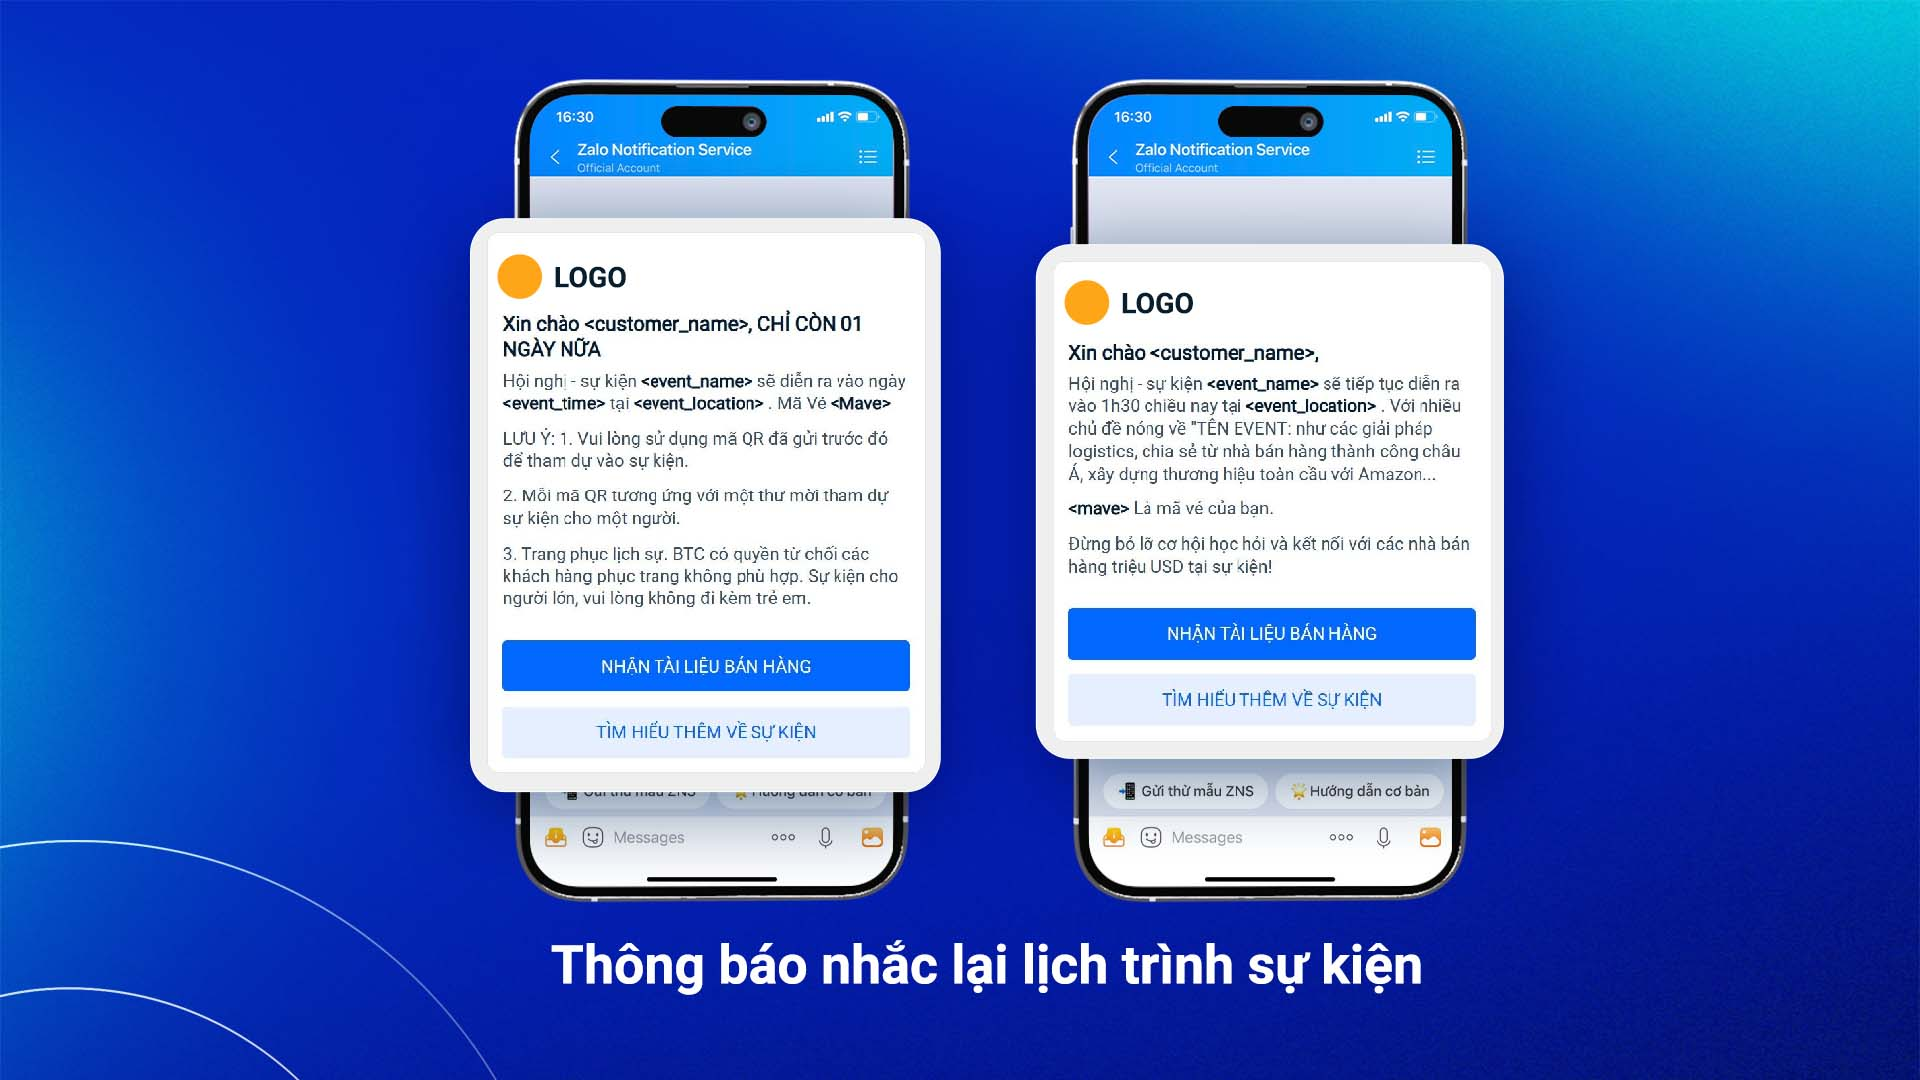 16:30
Zalo Notification Service
Official Account
LOGO
Xin chào <customer_name>, CHỈ CÒN 01
NGÀY NỮA
Hội nghị - sự kiện <event_name> sẽ diễn ra vào ngày
<event_time> tại <event_location> . Mã Vé <Mave>
LƯU Ý: 1. Vui lòng sử dụng mã QR đã gửi trước đó
để tham dự vào sự kiện.
2. Mỗi mã QR tương ứng với một thư mời tham dự
sự kiện cho một người.
3. Trang phục lịch sự. BTC có quyền từ chối các
khách hàng phục trang không phù hợp. Sự kiện cho
người lớn, vui lòng không đi kèm trẻ em.
NHẬN TÀI LIỆU BÁN HÀNG
TÌM HIỂU THÊM VỀ SỰ KIỆN
Gửi thử mẫu ZNS
Hướng dẫn cơ bản
Messages
16:30
Zalo Notification Service
Official Account
LOGO
Xin chào <customer_name>,
Hội nghị - sự kiện <event_name> sẽ tiếp tục diễn ra
vào 1h30 chiều nay tại <event_location> . Với nhiều
chủ đề nóng về "TÊN EVENT: như các giải pháp
logistics, chia sẻ từ nhà bán hàng thành công châu
Á, xây dựng thương hiệu toàn cầu với Amazon...
<mave> Là mã vé của bạn.
Đừng bỏ lỡ cơ hội học hỏi và kết nối với các nhà bán
hàng triệu USD tại sự kiện!
NHẬN TÀI LIỆU BÁN HÀNG
TÌM HIỂU THÊM VỀ SỰ KIỆN
Gửi thử mẫu ZNS
Hướng dẫn cơ bản
Messages
Thông báo nhắc lại lịch trình sự kiện